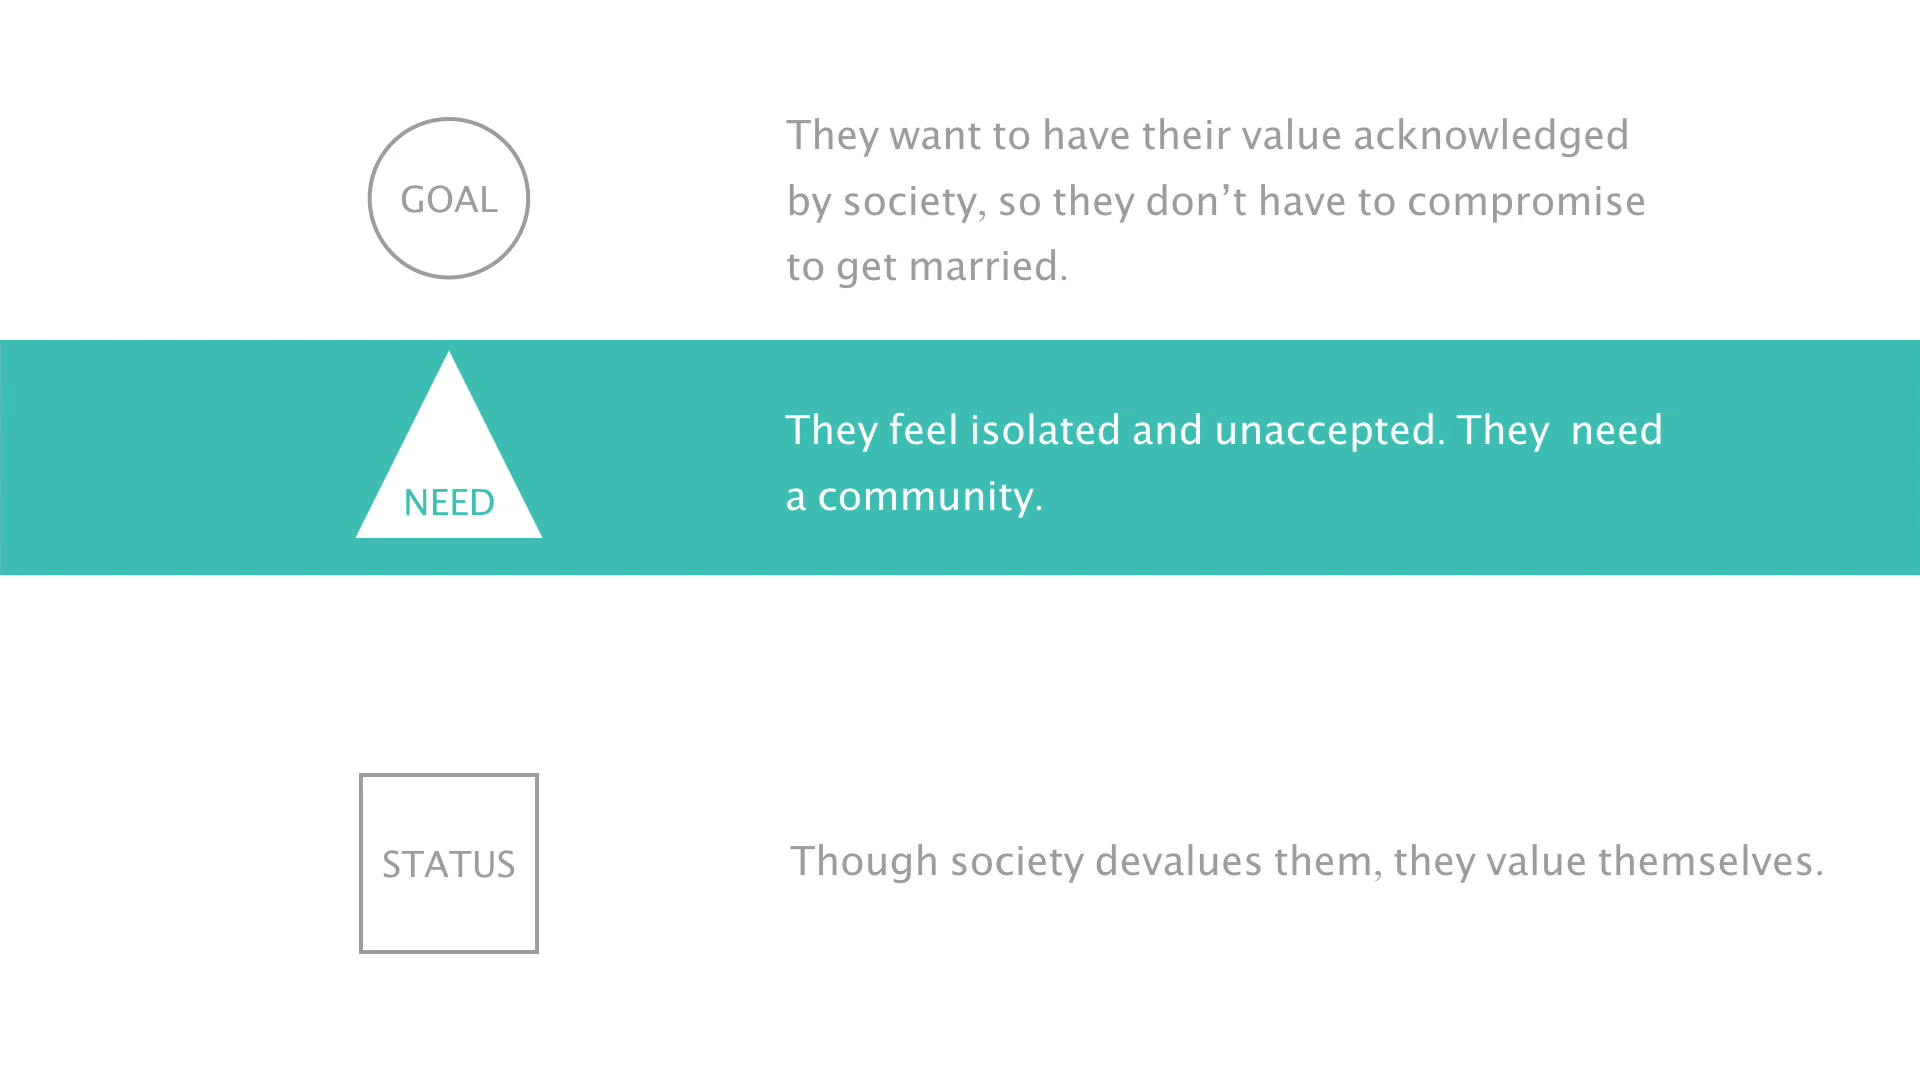 GOAL
They want to have their value acknowledged
by society, so they don’t have to compromise
to get married.
NEED
They feel isolated and unaccepted. They  need
a community.
STATUS
Though society devalues them, they value themselves.